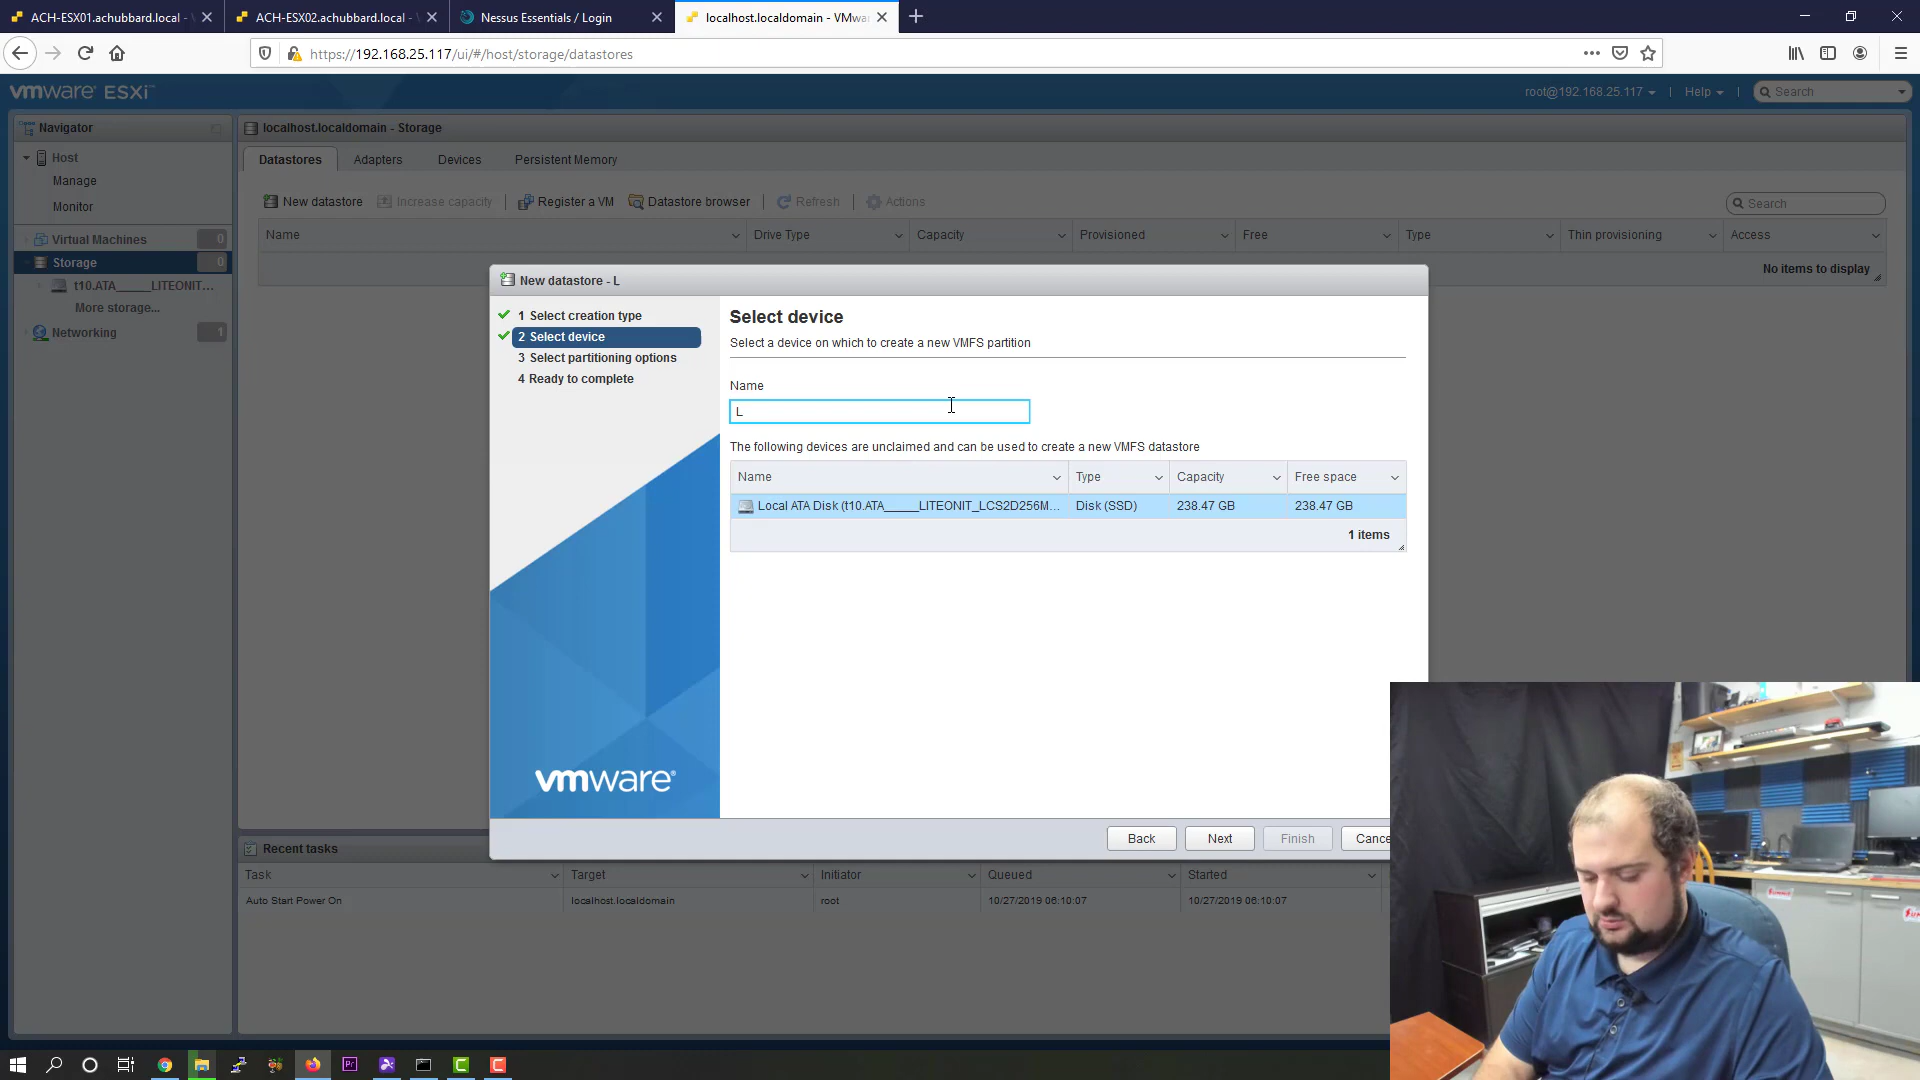 ACH-ESX01.achubbard.local -
ACH-ESX02.achubbard.local -
Nessus Essentials / Login
localhost.localdomain - VMwa
https://192.168.25.117/ui/#/host/storage/datastores
vmware ESXi™
root@192.168.25.117
Help
Search
Navigator
localhost.localdomain - Storage
Host
Manage
Monitor
Virtual Machines 0
Storage 0
t10.ATA_____LITEONIT...
More storage...
Networking 1
Datastores Adapters Devices Persistent Memory
New datastore Increase capacity Register a VM Datastore browser Refresh Actions
Search
Name Drive Type Capacity Provisioned Free Type Thin provisioning Access
No items to display
New datastore - L
1 Select creation type
2 Select device
3 Select partitioning options
4 Ready to complete
vmware®
Select device
Select a device on which to create a new VMFS partition
Name
L
The following devices are unclaimed and can be used to create a new VMFS datastore
Name Type Capacity Free space
Local ATA Disk (t10.ATA_____LITEONIT_LCS2D256M... Disk (SSD) 238.47 GB 238.47 GB
1 items
Back Next Finish Cance
Recent tasks
Task Target Initiator Queued Started
Auto Start Power On localhost.localdomain root 10/27/2019 06:10:07 10/27/2019 06:10:07
Pr